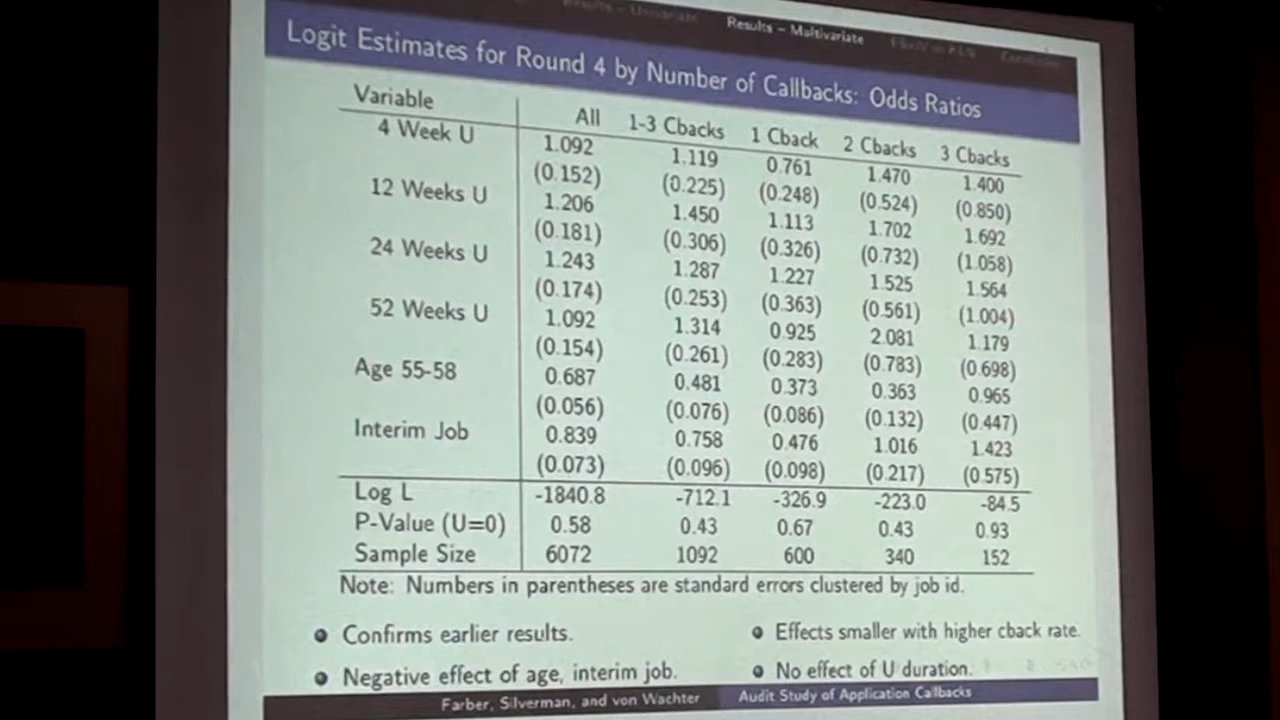 Results – Multivariate
Logit Estimates for Round 4 by Number of Callbacks: Odds Ratios
Variable All 1-3 Cbacks 1 Cback 2 Cbacks 3 Cbacks
4 Week U 1.092 1.119 0.761 1.470 1.400
(0.152) (0.225) (0.248) (0.524) (0.850)
12 Weeks U 1.206 1.450 1.113 1.702 1.692
(0.181) (0.306) (0.326) (0.732) (1.058)
24 Weeks U 1.243 1.287 1.227 1.525 1.564
(0.174) (0.253) (0.363) (0.561) (1.004)
52 Weeks U 1.092 1.314 0.925 2.081 1.179
(0.154) (0.261) (0.283) (0.783) (0.698)
Age 55-58 0.687 0.481 0.373 0.363 0.965
(0.056) (0.076) (0.086) (0.132) (0.447)
Interim Job 0.839 0.758 0.476 1.016 1.423
(0.073) (0.096) (0.098) (0.217) (0.575)
Log L -1840.8 -712.1 -326.9 -223.0 -84.5
P-Value (U=0) 0.58 0.43 0.67 0.43 0.93
Sample Size 6072 1092 600 340 152
Note: Numbers in parentheses are standard errors clustered by job id.
Confirms earlier results.
Negative effect of age, interim job.
Effects smaller with higher cback rate.
No effect of U duration.
Farber, Silverman, and von Wachter Audit Study of Application Callbacks